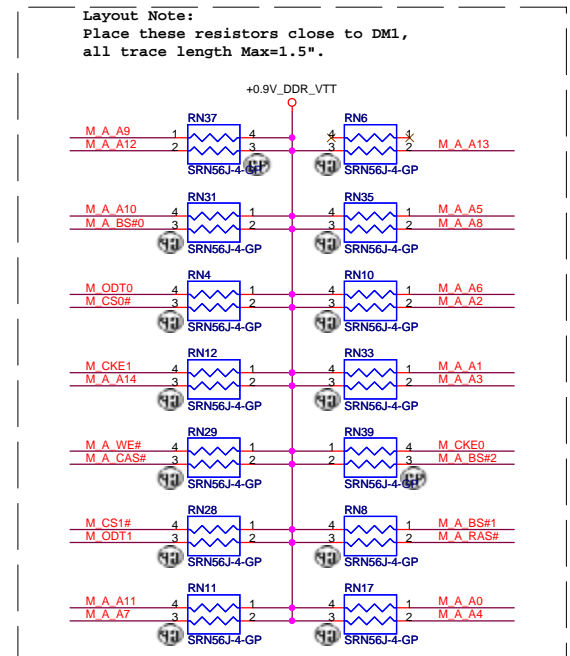 Layout Note:
Place these resistors close to DM1,
all trace length Max=1.5".
+0.9V_DDR_VTT
RN37 RN6
M_A_A9 1 4 4 1
M_A_A12 2 3 3 2 M_A_A13
SRN56J-4-GP SRN56J-4-GP
RN31 RN35
M_A_A10 4 1 4 1 M_A_A5
M_A_BS#0 3 2 3 2 M_A_A8
SRN56J-4-GP SRN56J-4-GP
RN4 RN10
M_ODT0 4 1 4 1 M_A_A6
M_CS0# 3 2 3 2 M_A_A2
SRN56J-4-GP SRN56J-4-GP
RN12 RN33
M_CKE1 4 1 4 1 M_A_A1
M_A_A14 3 2 3 2 M_A_A3
SRN56J-4-GP SRN56J-4-GP
RN29 RN39
M_A_WE# 4 1 1 4 M_CKE0
M_A_CAS# 3 2 2 3 M_A_BS#2
SRN56J-4-GP SRN56J-4-GP
RN28 RN8
M_CS1# 4 1 4 1 M_A_BS#1
M_ODT1 3 2 3 2 M_A_RAS#
SRN56J-4-GP SRN56J-4-GP
RN11 RN17
M_A_A11 4 1 4 1 M_A_A0
M_A_A7 3 2 3 2 M_A_A4
SRN56J-4-GP SRN56J-4-GP